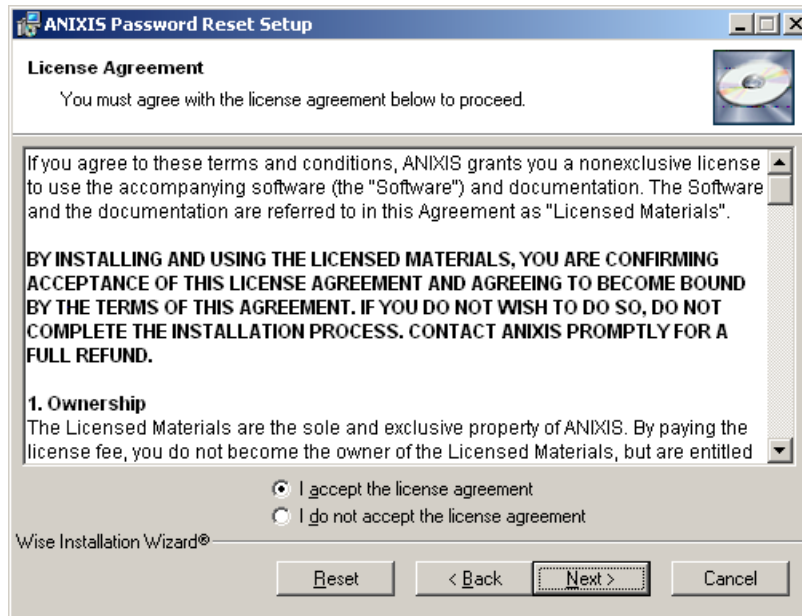 ANIXIS Password Reset Setup
License Agreement
You must agree with the license agreement below to proceed.
If you agree to these terms and conditions, ANIXIS grants you a nonexclusive license
to use the accompanying software (the "Software") and documentation. The Software
and the documentation are referred to in this Agreement as "Licensed Materials".
BY INSTALLING AND USING THE LICENSED MATERIALS, YOU ARE CONFIRMING
ACCEPTANCE OF THIS LICENSE AGREEMENT AND AGREEING TO BECOME BOUND
BY THE TERMS OF THIS AGREEMENT. IF YOU DO NOT WISH TO DO SO, DO NOT
COMPLETE THE INSTALLATION PROCESS. CONTACT ANIXIS PROMPTLY FOR A
FULL REFUND.
1. Ownership
The Licensed Materials are the sole and exclusive property of ANIXIS. By paying the
license fee, you do not become the owner of the Licensed Materials, but are entitled
I accept the license agreement
I do not accept the license agreement
Wise Installation Wizard®
Reset < Back Next > Cancel